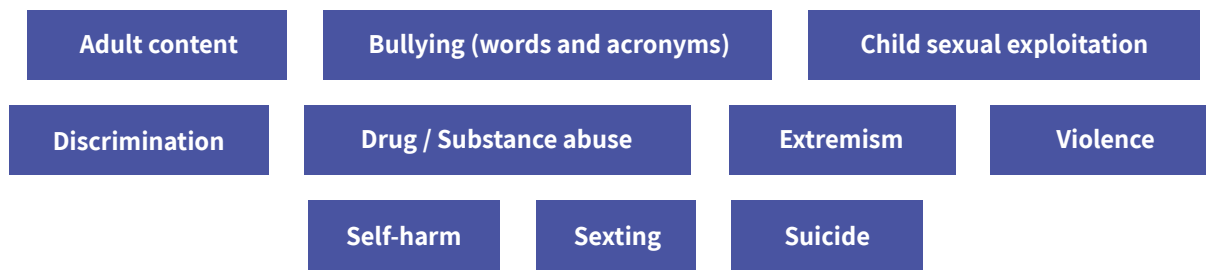 Adult content
Bullying (words and acronyms)
Child sexual exploitation
Discrimination
Drug / Substance abuse
Extremism
Violence
Self-harm
Sexting
Suicide